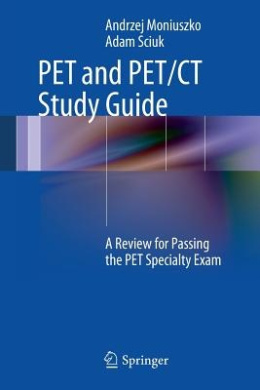 Andrzej Moniuszko
Adam Sciuk
PET and PET/CT
Study Guide
A Review for Passing
the PET Specialty Exam
Springer